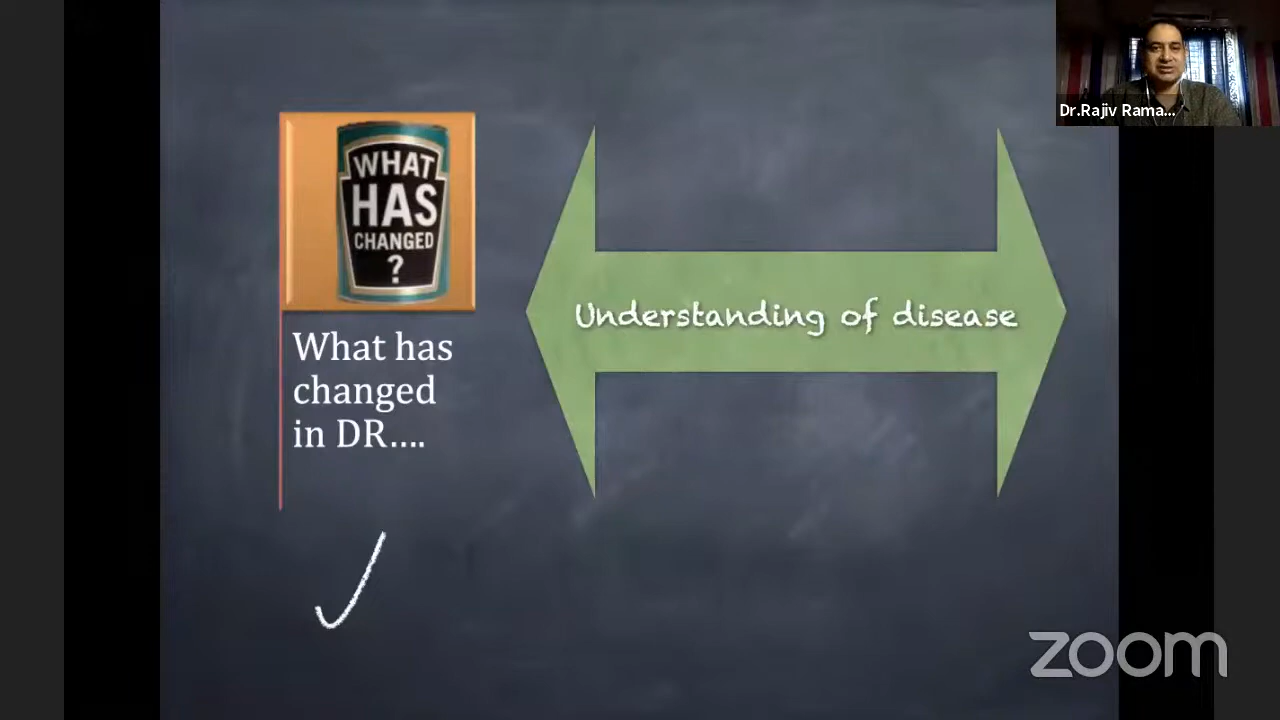 Dr.Rajiv Rama...
WHAT
HAS
CHANGED
?
What has
changed
in DR....
Understanding of disease
zoom